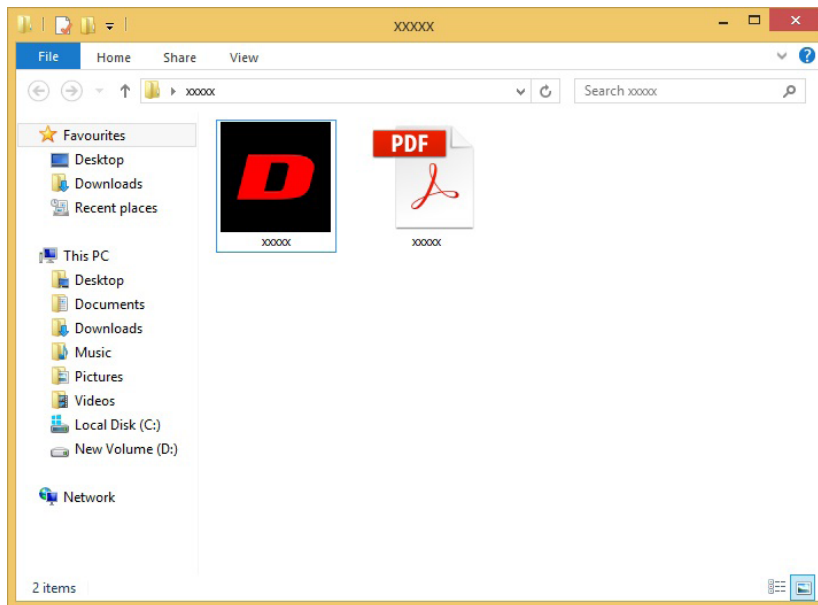 xxxxx
File Home Share View
xxxxx
Search xxxxx
Favourites
Desktop
Downloads
Recent places
This PC
Desktop
Documents
Downloads
Music
Pictures
Videos
Local Disk (C:)
New Volume (D:)
Network
D
PDF
xxxxx
xxxxx
2 items